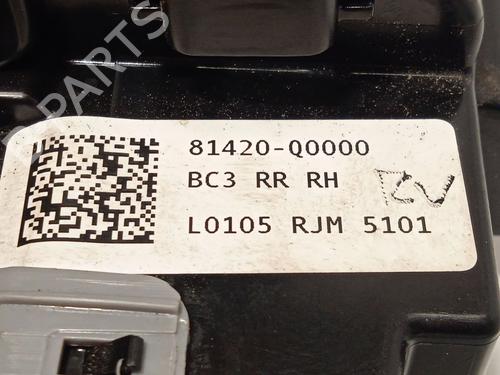 PARTS
81420-Q0000
BC3 RR RH
L0105 RJM 5101